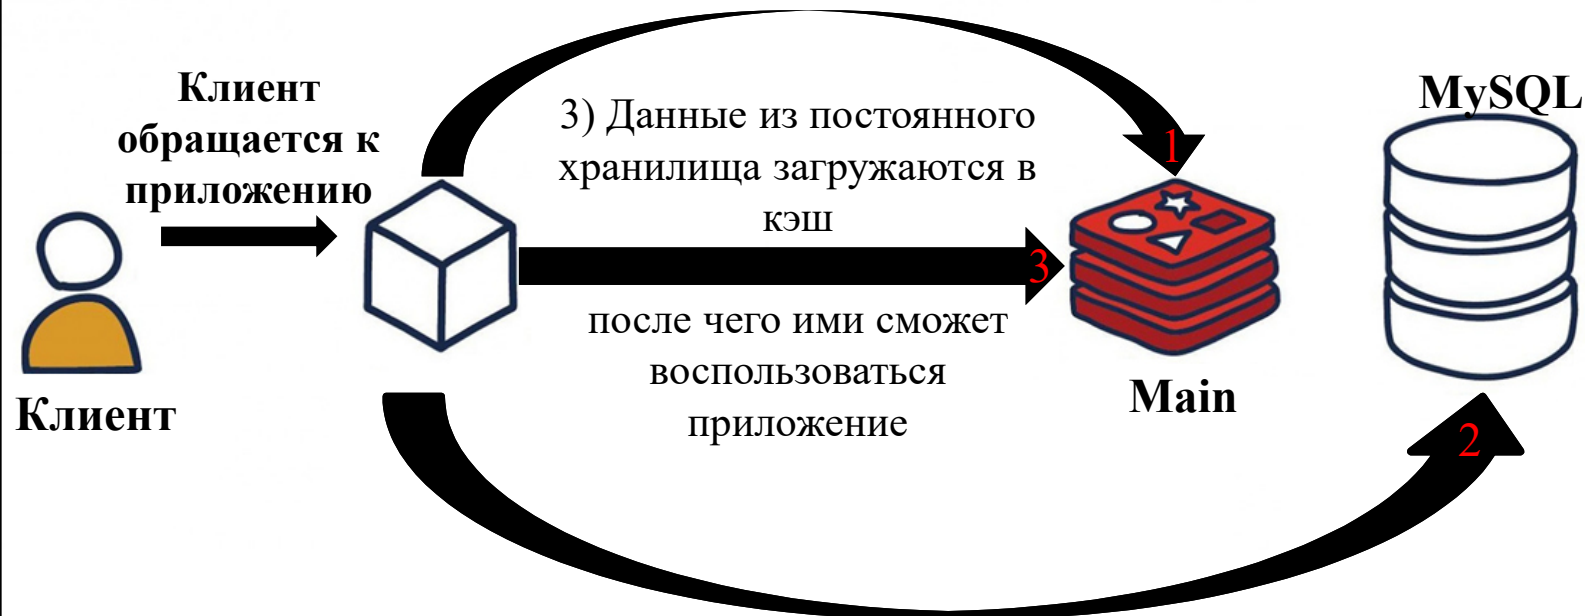 Клиент
обращается к
приложению
Клиент
3) Данные из постоянного
хранилища загружаются в
кэш
после чего ими сможет
воспользоваться
приложение
1
3
Main
MySQL
2